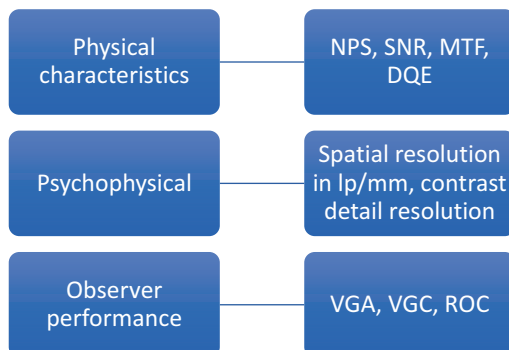 Physical
characteristics
NPS, SNR, MTF,
DQE
Psychophysical
Spatial resolution
in lp/mm, contrast
detail resolution
Observer
performance
VGA, VGC, ROC